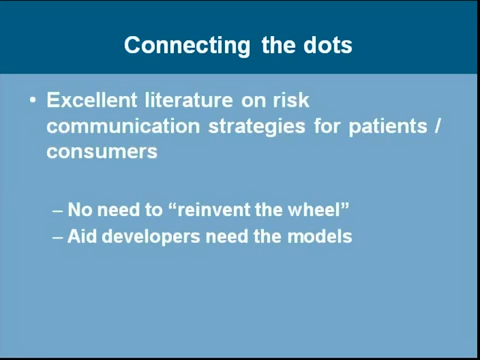 Connecting the dots
• Excellent literature on risk
communication strategies for patients /
consumers
– No need to “reinvent the wheel”
– Aid developers need the models